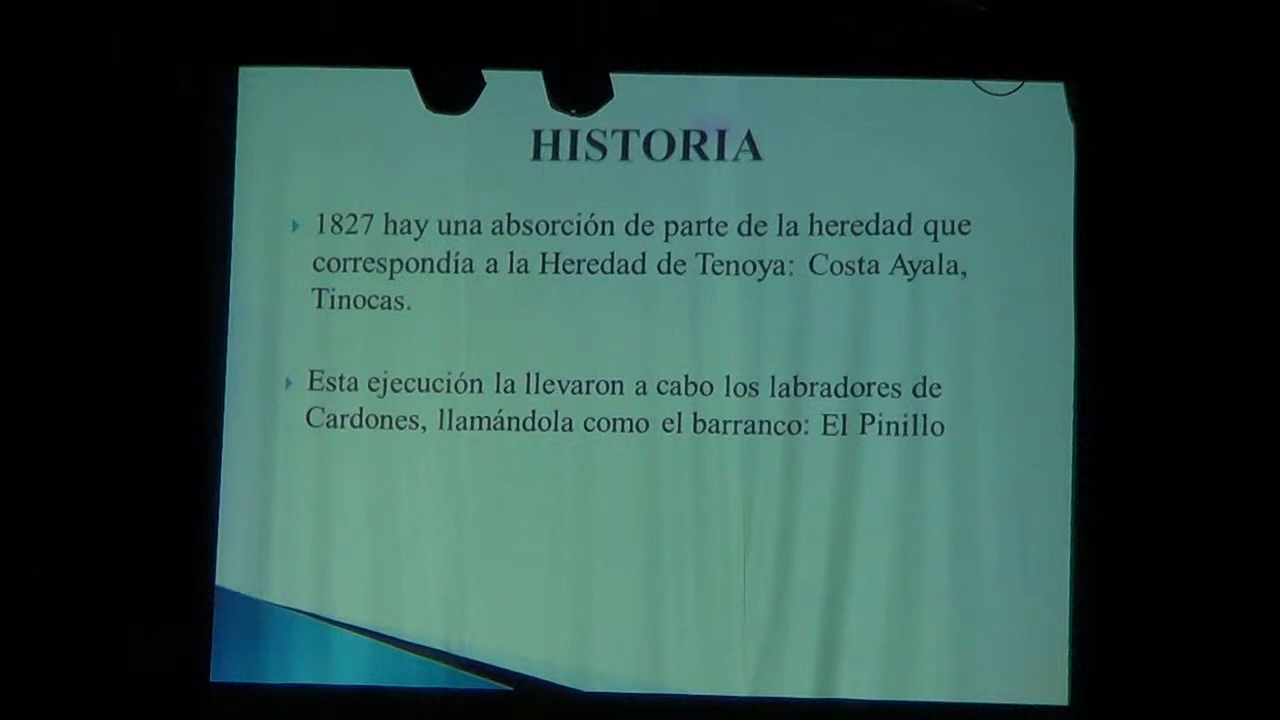 HISTORIA
1827 hay una absorción de parte de la heredad que
correspondía a la Heredad de Tenoya: Costa Ayala,
Tinocas.
Esta ejecución la llevaron a cabo los labradores de
Cardones, llamándola como el barranco: El Pinillo